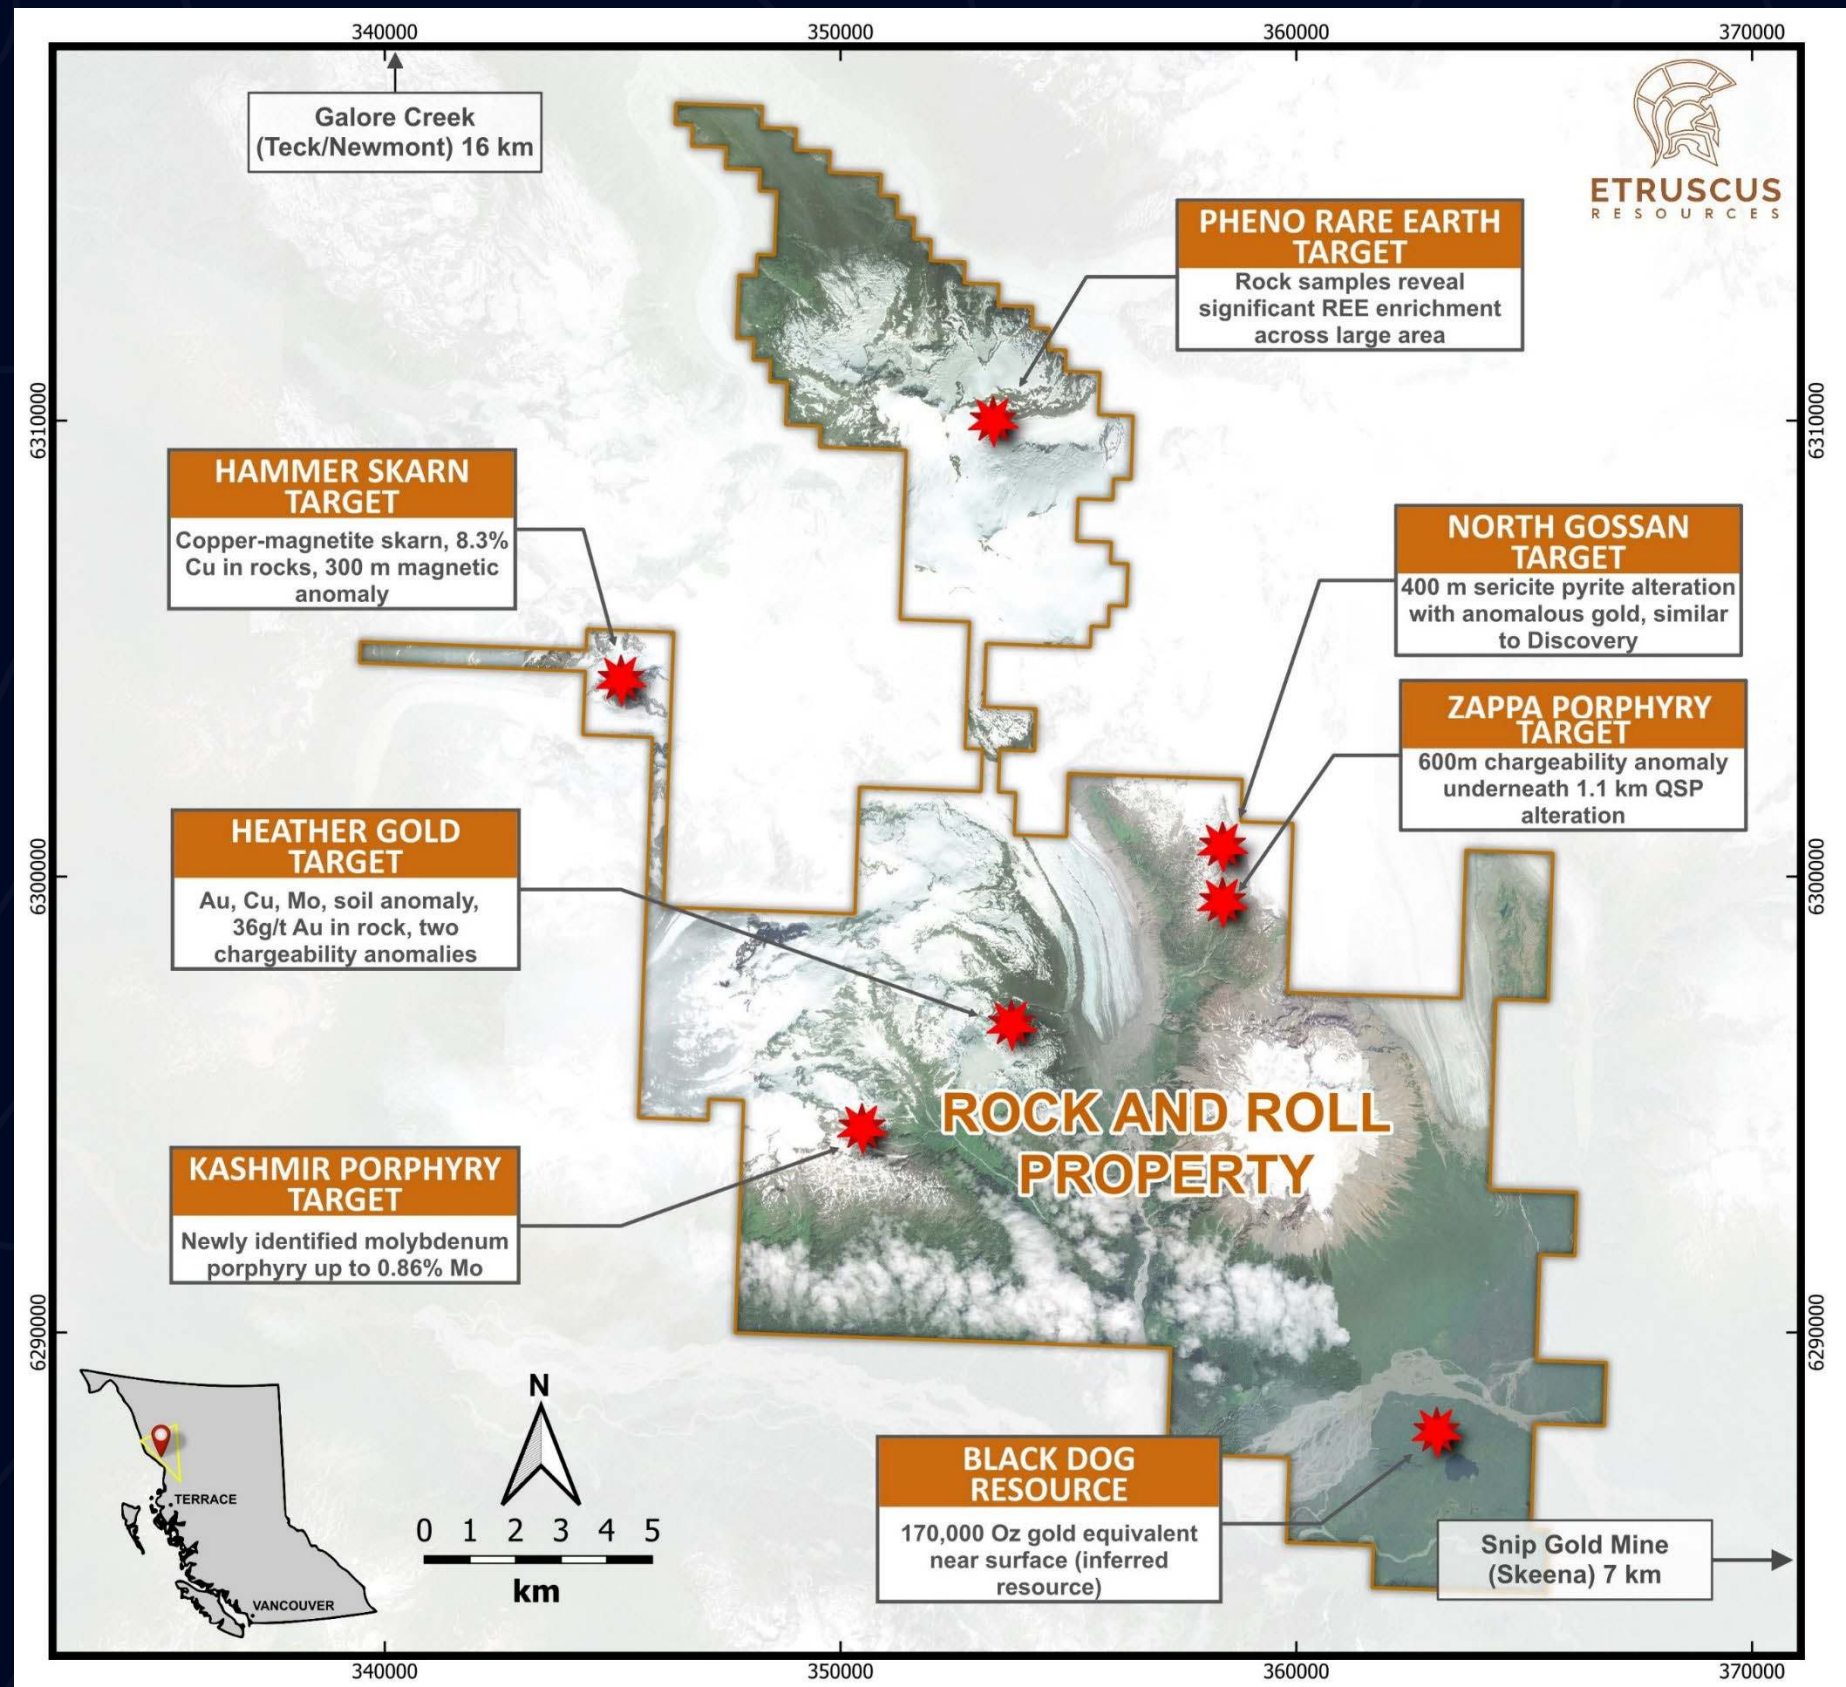 340000
350000
360000
370000
Galore Creek
(Teck/Newmont) 16 km
ETRUSCUS
RESOURCES
PHENO RARE EARTH
TARGET
Rock samples reveal
significant REE enrichment
across large area
6310000
6310000
HAMMER SKARN
TARGET
Copper-magnetite skarn, 8.3%
Cu in rocks, 300 m magnetic
anomaly
NORTH GOSSAN
TARGET
400 m sericite pyrite alteration
with anomalous gold, similar
to Discovery
ZAPPA PORPHYRY
TARGET
600m chargeability anomaly
underneath 1.1 km QSP
alteration
HEATHER GOLD
TARGET
Au, Cu, Mo, soil anomaly,
36g/t Au in rock, two
chargeability anomalies
6300000
6300000
ROCK AND ROLL
PROPERTY
KASHMIR PORPHYRY
TARGET
Newly identified molybdenum
porphyry up to 0.86% Mo
6290000
6290000
TERRACE
VANCOUVER
N
0 1 2 3 4 5
km
BLACK DOG
RESOURCE
170,000 Oz gold equivalent
near surface (inferred
resource)
Snip Gold Mine
(Skeena) 7 km
340000
350000
360000
370000